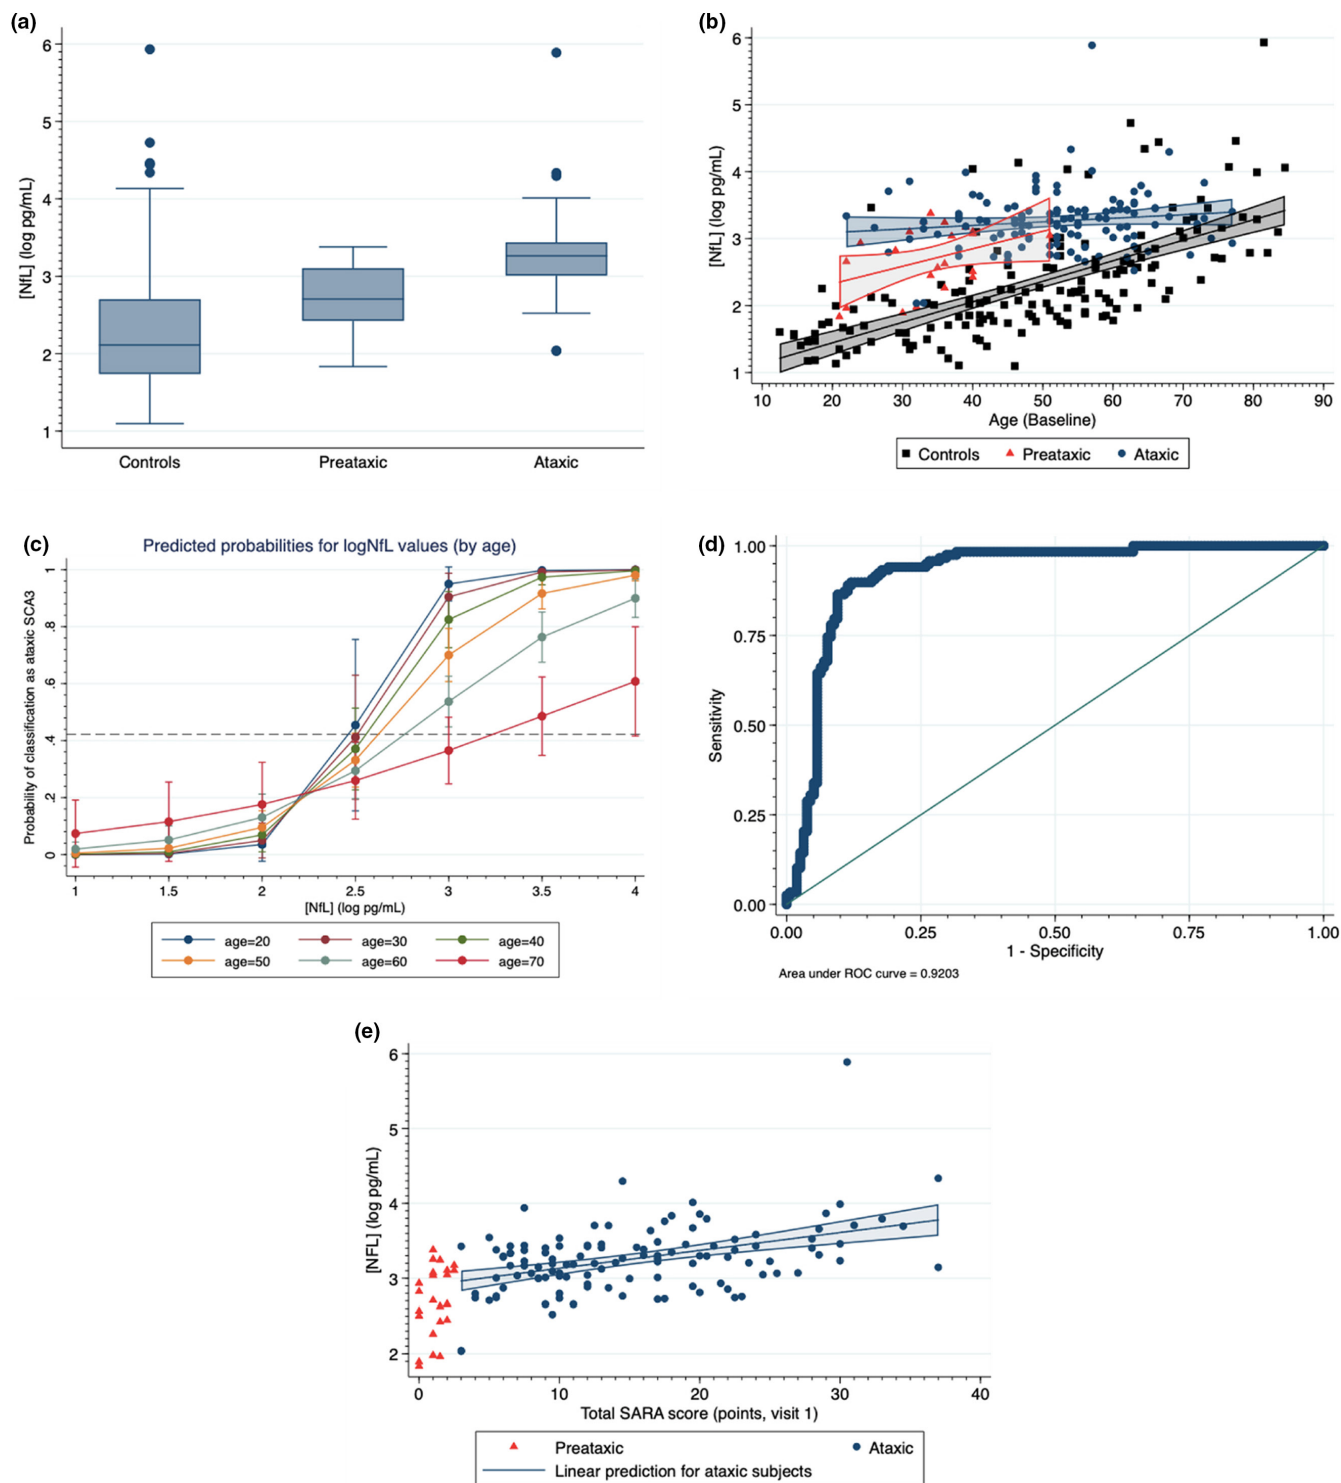 (a)
[NfL] (log pg/mL)
6
5
4
3
2
1
Controls Preataxic Ataxic
(b)
[NfL] (log pg/mL)
6
5
4
3
2
1
10 20 30 40 50 60 70 80 90
Age (Baseline)
Controls Preataxic Ataxic
(c)
Predicted probabilities for logNfL values (by age)
Probability of classification as ataxic SCA3
1
.8
.6
.4
.2
0
1 1.5 2 2.5 3 3.5 4
[NfL] (log pg/mL)
age=20 age=30 age=40
age=50 age=60 age=70
(d)
Sensitivity
1.00
0.75
0.50
0.25
0.00
0.00 0.25 0.50 0.75 1.00
1 - Specificity
Area under ROC curve = 0.9203
(e)
[NFL] (log pg/mL)
6
5
4
3
2
0 10 20 30 40
Total SARA score (points, visit 1)
Preataxic Ataxic
Linear prediction for ataxic subjects